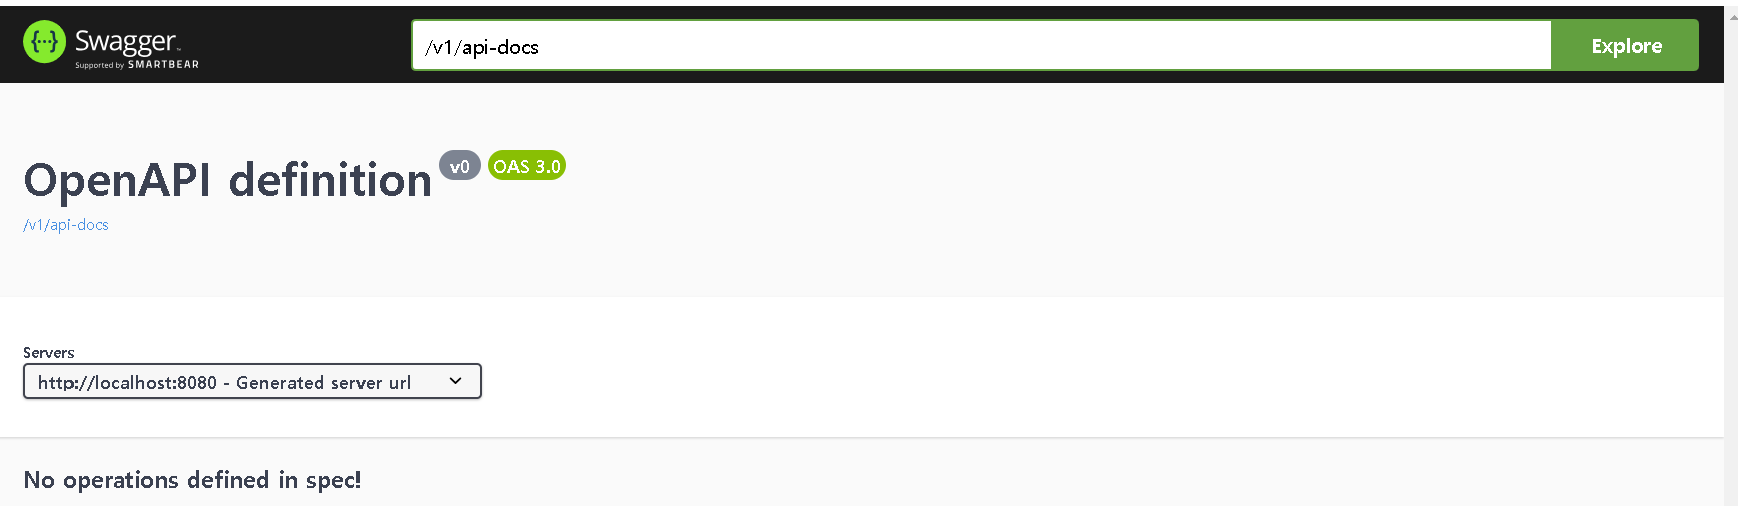 {···} Swagger™
Supported by SMARTBEAR
/v1/api-docs
Explore
OpenAPI definition v0 OAS 3.0
/v1/api-docs
Servers
http://localhost:8080 - Generated server url
No operations defined in spec!